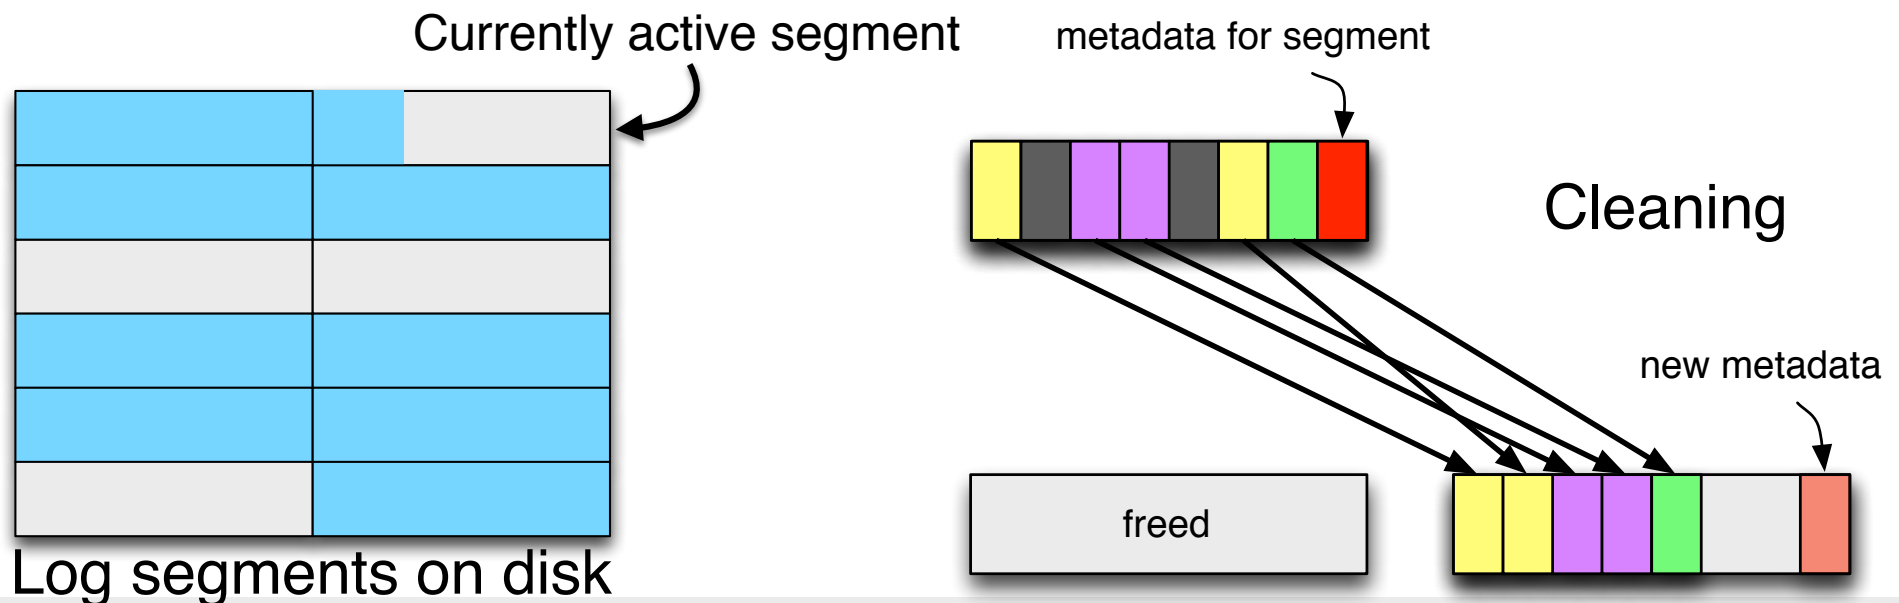 Currently active segment
metadata for segment
Cleaning
new metadata
freed
Log segments on disk